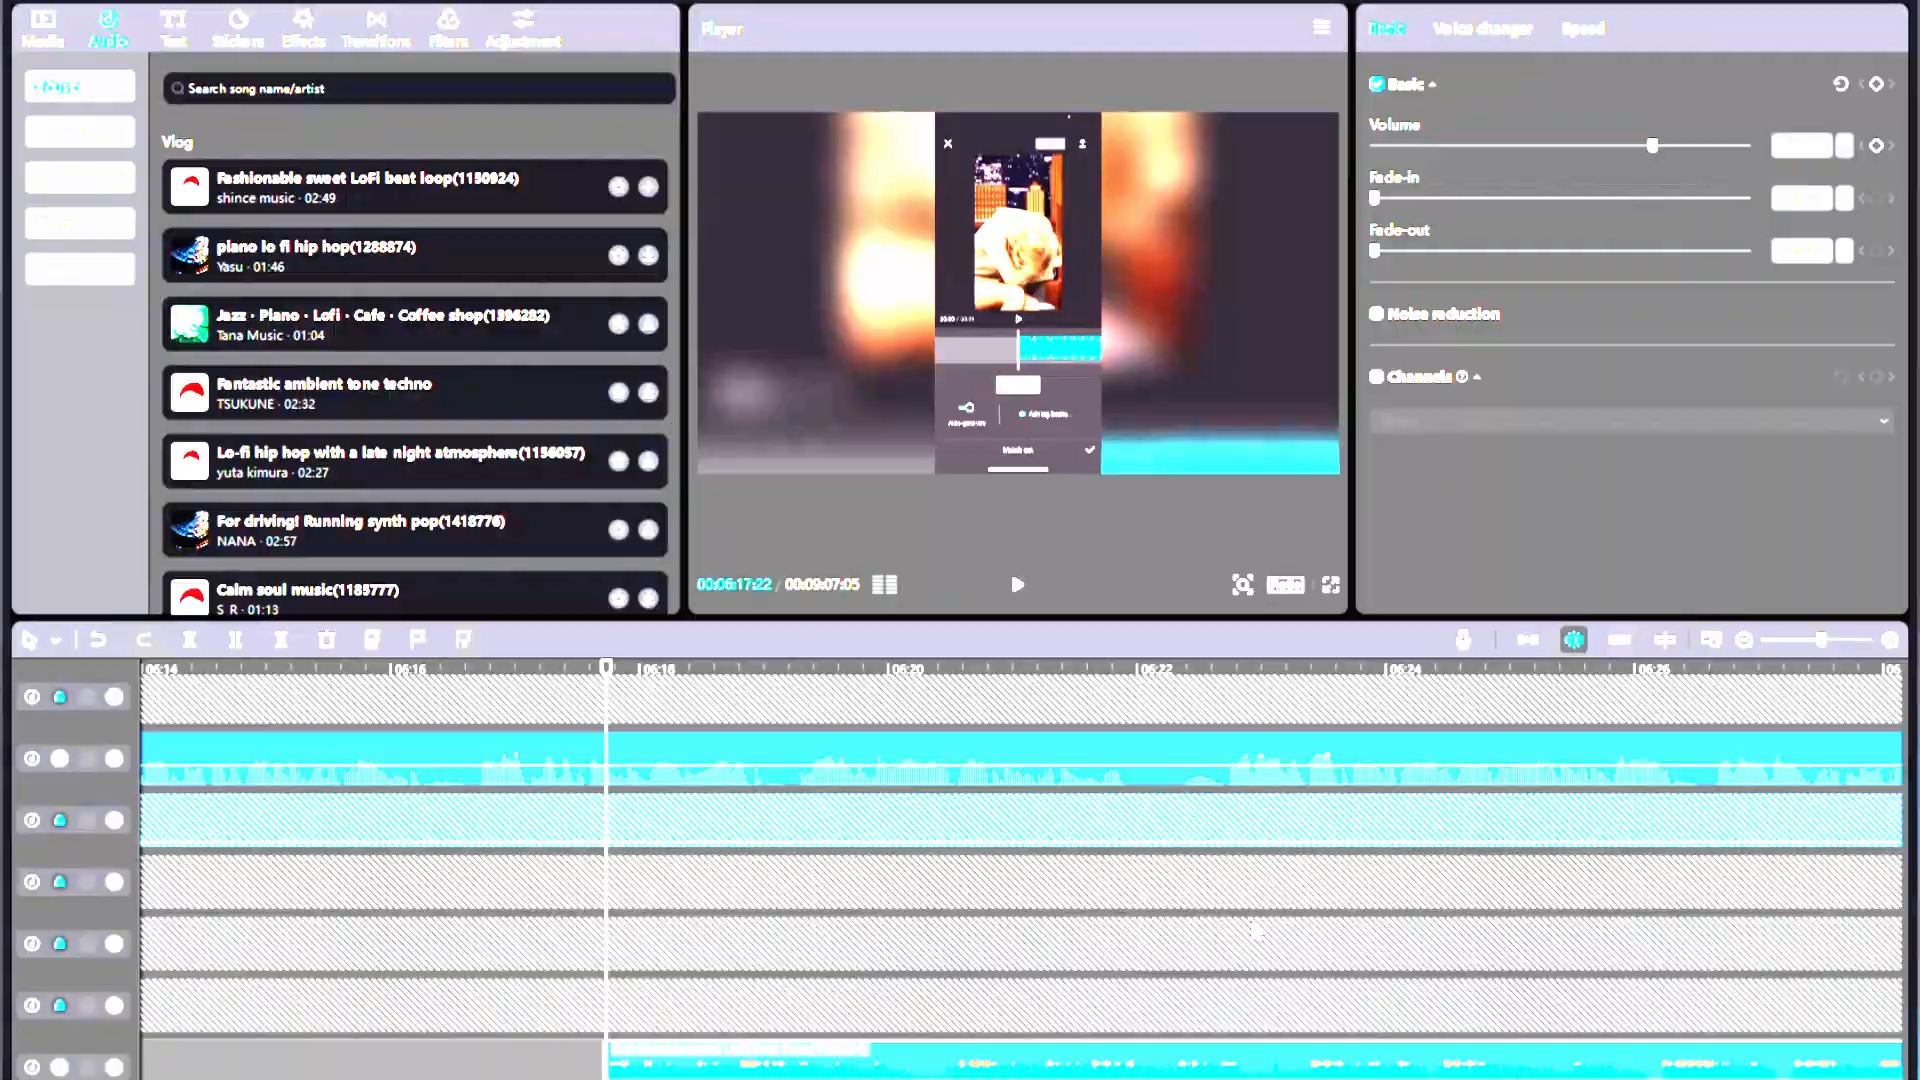 Media
Audio
Text
Stickers
Effects
Transitions
Filters
Adjustment
Search song name/artist
Vlog
Fashionable sweet LoFi beat loop(1150924)
shince music · 02:49
piano lo fi hip hop(1288874)
Yasu · 01:46
Jazz · Piano · Lofi · Cafe · Coffee shop(1396282)
Tana Music · 01:04
Fantastic ambient tone techno
TSUKUNE · 02:32
Lo-fi hip hop with a late night atmosphere(1156057)
yuta kimura · 02:27
For driving! Running synth pop(1418776)
NANA · 02:57
Calm soul music(1185777)
S_R · 01:13
Player
00:06:17:22 / 00:09:07:05
Basic
Voice changer
Speed
Basic
Volume
Fade-in
Fade-out
Noise reduction
Channels
06:14
06:16
06:18
06:20
06:22
06:24
06:26